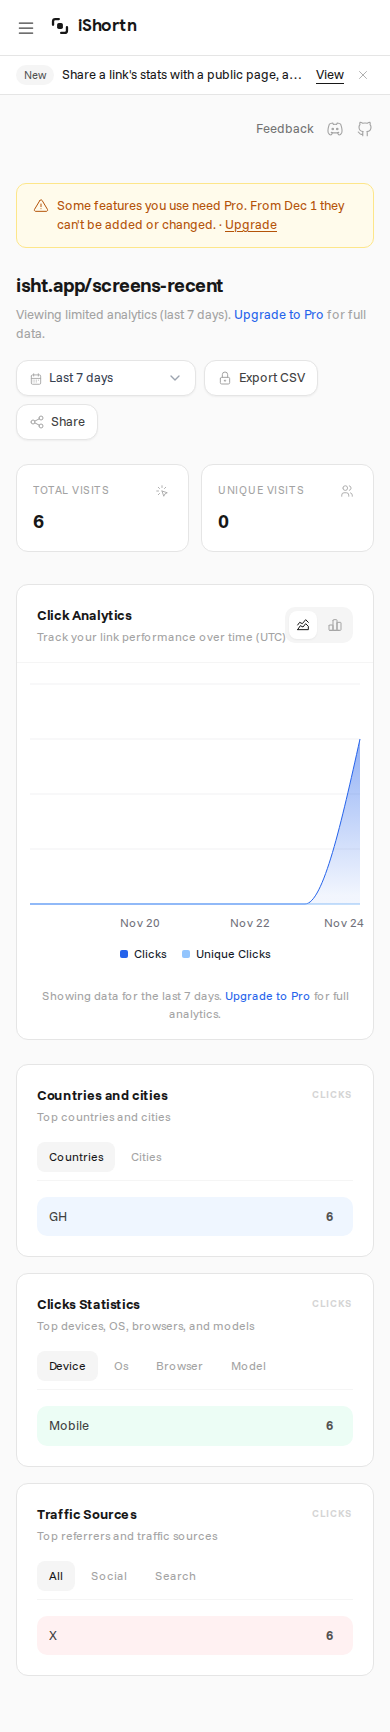 iShortn
New Share a link's stats with a public page, a... View
Feedback
Some features you use need Pro. From Dec 1 they
can't be added or changed. · Upgrade
isht.app/screens-recent
Viewing limited analytics (last 7 days). Upgrade to Pro for full
data.
Last 7 days
Export CSV
Share
TOTAL VISITS
6
UNIQUE VISITS
0
Click Analytics
Track your link performance over time (UTC)
Nov 20 Nov 22 Nov 24
Clicks Unique Clicks
Showing data for the last 7 days. Upgrade to Pro for full
analytics.
Countries and cities CLICKS
Top countries and cities
Countries Cities
GH 6
Clicks Statistics CLICKS
Top devices, OS, browsers, and models
Device Os Browser Model
Mobile 6
Traffic Sources CLICKS
Top referrers and traffic sources
All Social Search
X 6